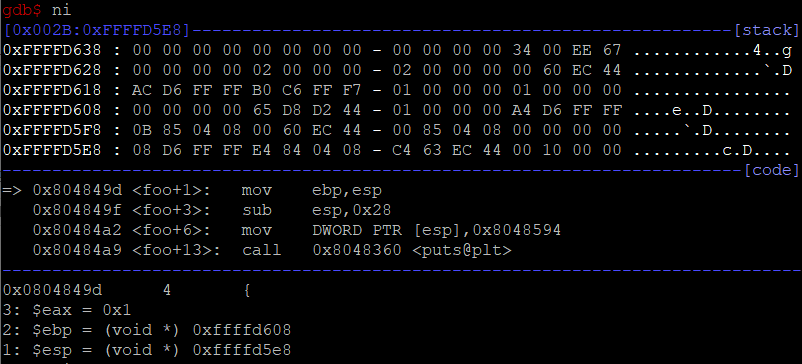 gdb$ ni
[0x002B:0xFFFFD5E8]------------------------------------------------------[stack]
0xFFFFD638 : 00 00 00 00 00 00 00 00 - 00 00 00 00 34 00 EE 67 ............4..g
0xFFFFD628 : 00 00 00 00 02 00 00 00 - 02 00 00 00 00 60 EC 44 .............`.D
0xFFFFD618 : AC D6 FF FF B0 C6 FF F7 - 01 00 00 00 01 00 00 00 ................
0xFFFFD608 : 00 00 00 00 65 D8 D2 44 - 01 00 00 00 A4 D6 FF FF ....e..D........
0xFFFFD5F8 : 0B 85 04 08 00 60 EC 44 - 00 85 04 08 00 00 00 00 .....`.D........
0xFFFFD5E8 : 08 D6 FF FF E4 84 04 08 - C4 63 EC 44 00 10 00 00 .........c.D....
--------------------------------------------------------------------------[code]
=> 0x804849d <foo+1>: mov ebp,esp
0x804849f <foo+3>: sub esp,0x28
0x80484a2 <foo+6>: mov DWORD PTR [esp],0x8048594
0x80484a9 <foo+13>: call 0x8048360 <puts@plt>
--------------------------------------------------------------------------------
0x0804849d 4 {
3: $eax = 0x1
2: $ebp = (void *) 0xffffd608
1: $esp = (void *) 0xffffd5e8